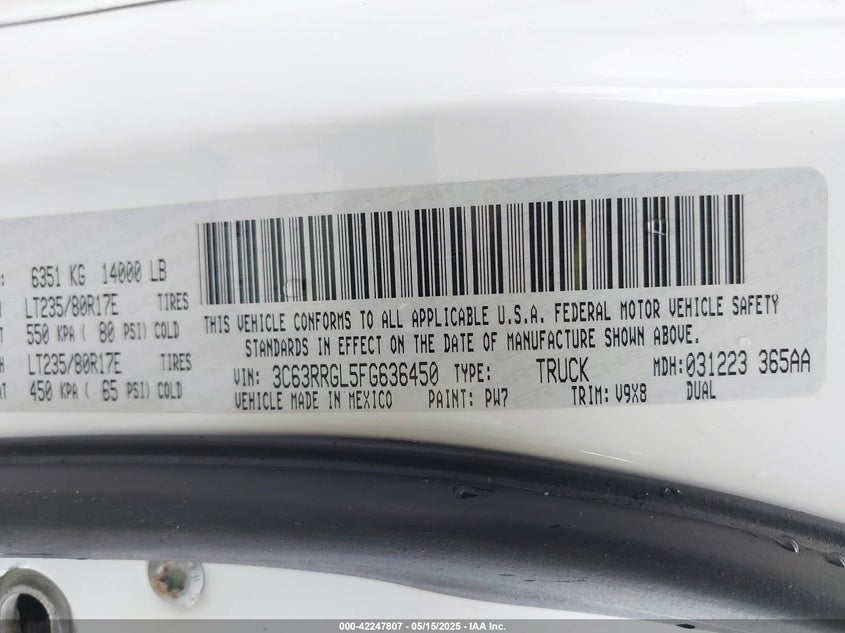 : 6351 KG 14000 LB
LT235/80R17E TIRES
550 KPA ( 80 PSI) COLD
LT235/80R17E TIRES
450 KPA ( 65 PSI) COLD
THIS VEHICLE CONFORMS TO ALL APPLICABLE U.S.A. FEDERAL MOTOR VEHICLE SAFETY
STANDARDS IN EFFECT ON THE DATE OF MANUFACTURE SHOWN ABOVE.
VIN: 3C63RRGL5FG636450 TYPE: TRUCK MDH: 031223 365AA
VEHICLE MADE IN MEXICO PAINT: PW7 TRIM: V9X8 DUAL
000-42247807 - 05/15/2025 - IAA Inc.